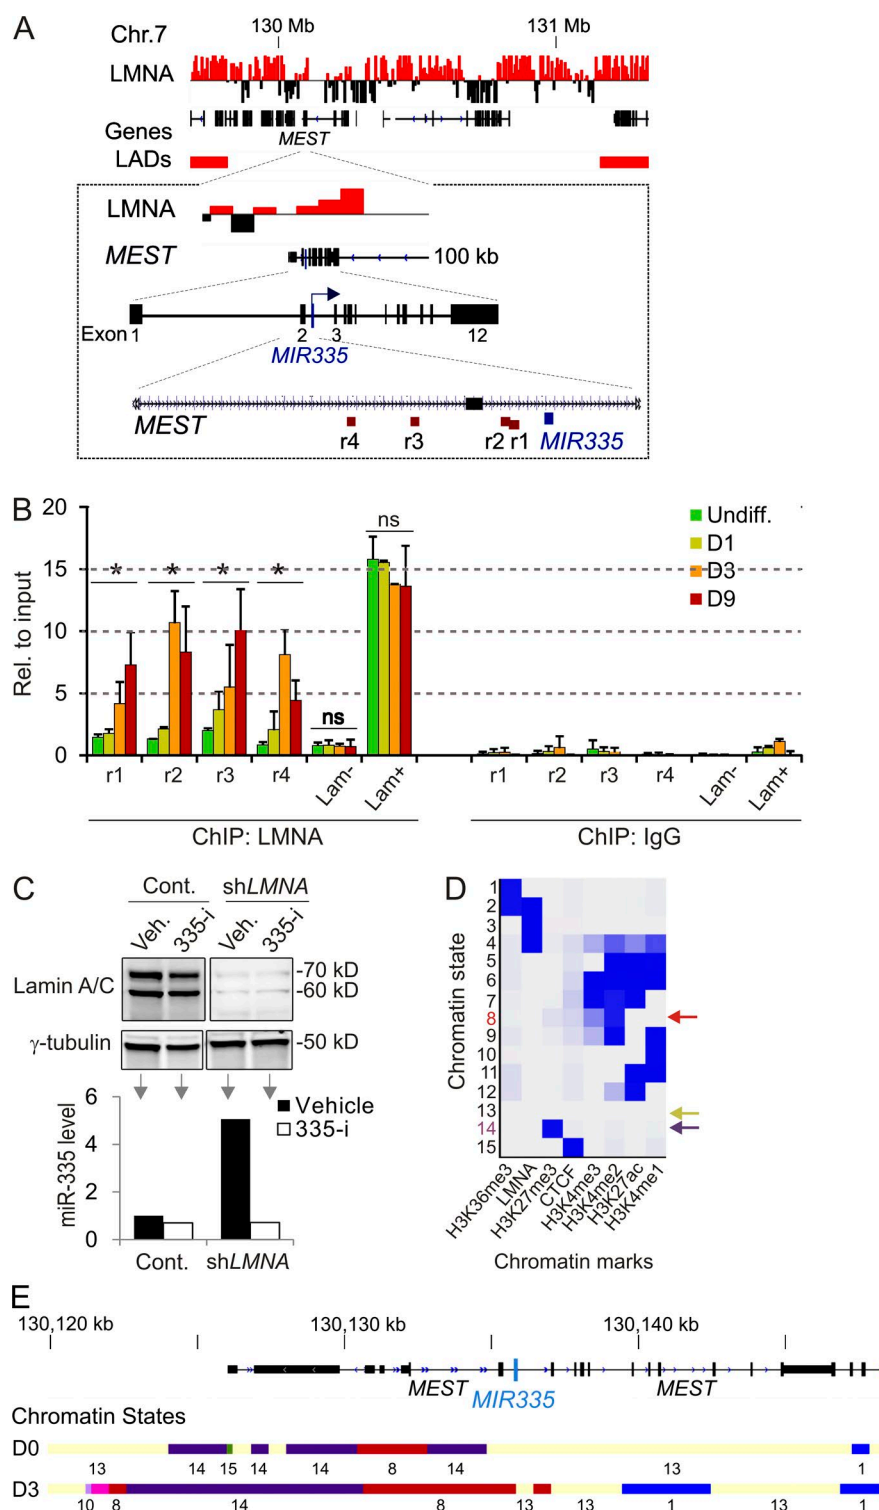 A
Chr.7
130 Mb
131 Mb
LMNA
Genes
MEST
LADs
LMNA
MEST
100 kb
Exon 1
2
3
12
MIR335
MEST
r4
r3
r2
r1
MIR335
B
Rel. to input
20
15
10
5
0
*
*
*
*
ns
ns
Undiff.
D1
D3
D9
r1
r2
r3
r4
Lam-
Lam+
r1
r2
r3
r4
Lam-
Lam+
ChIP: LMNA
ChIP: IgG
C
Cont.
shLMNA
Veh.
335-i
Veh.
335-i
Lamin A/C
-70 kD
-60 kD
γ-tubulin
-50 kD
miR-335 level
6
4
2
0
Vehicle
335-i
Cont.
shLMNA
D
Chromatin state
1
2
3
4
5
6
7
8
9
10
11
12
13
14
15
H3K36me3
LMNA
H3K27me3
CTCF
H3K4me3
H3K4me2
H3K27ac
H3K4me1
Chromatin marks
E
130,120 kb
130,130 kb
130,140 kb
MEST
MIR335
MEST
Chromatin States
D0
13
14
15
14
14
8
14
13
1
D3
10
8
14
8
13
13
1
13
1